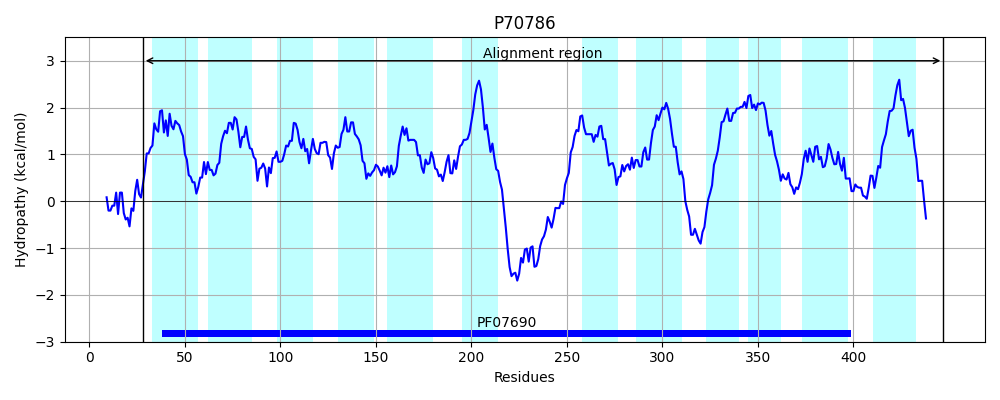 P70786
Alignment region
PF07690
Hydropathy (kcal/mol)
3
2
1
0
−1
−2
−3
0 50 100 150 200 250 300 350 400
Residues